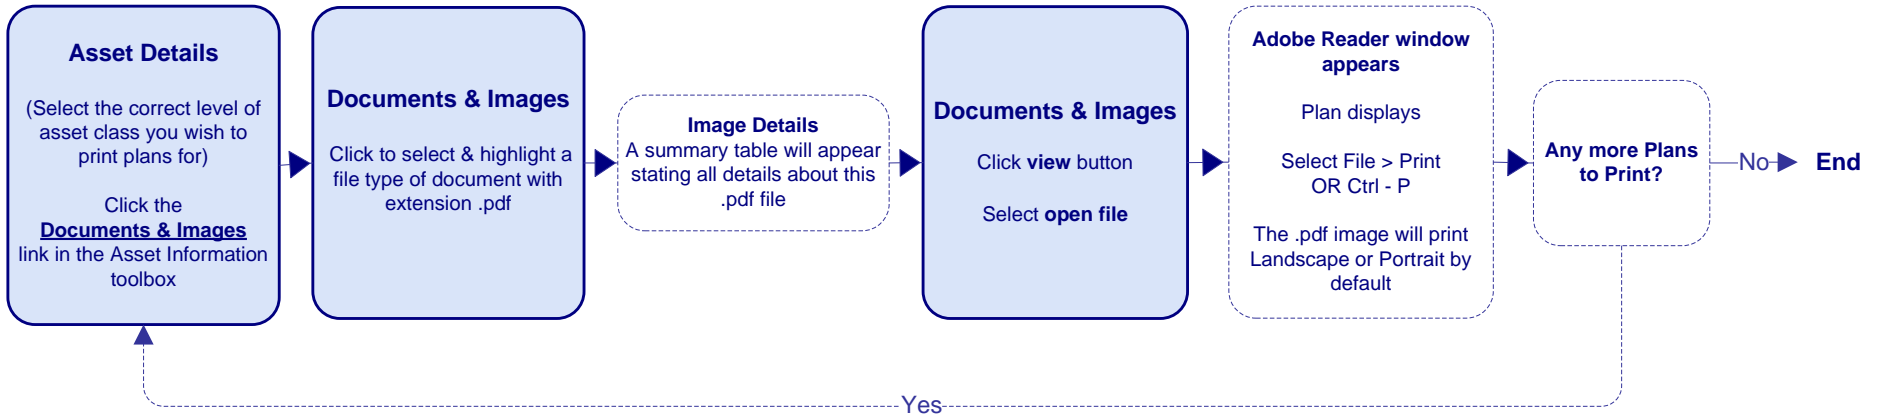 Asset Details
(Select the correct level of
asset class you wish to
print plans for)
Click the
Documents & Images
link in the Asset Information
toolbox
Documents & Images
Click to select & highlight a
file type of document with
extension .pdf
Image Details
A summary table will appear
stating all details about this
.pdf file
Documents & Images
Click view button
Select open file
Adobe Reader window
appears
Plan displays
Select File > Print
OR Ctrl - P
The .pdf image will print
Landscape or Portrait by
default
Any more Plans
to Print?
No
End
Yes